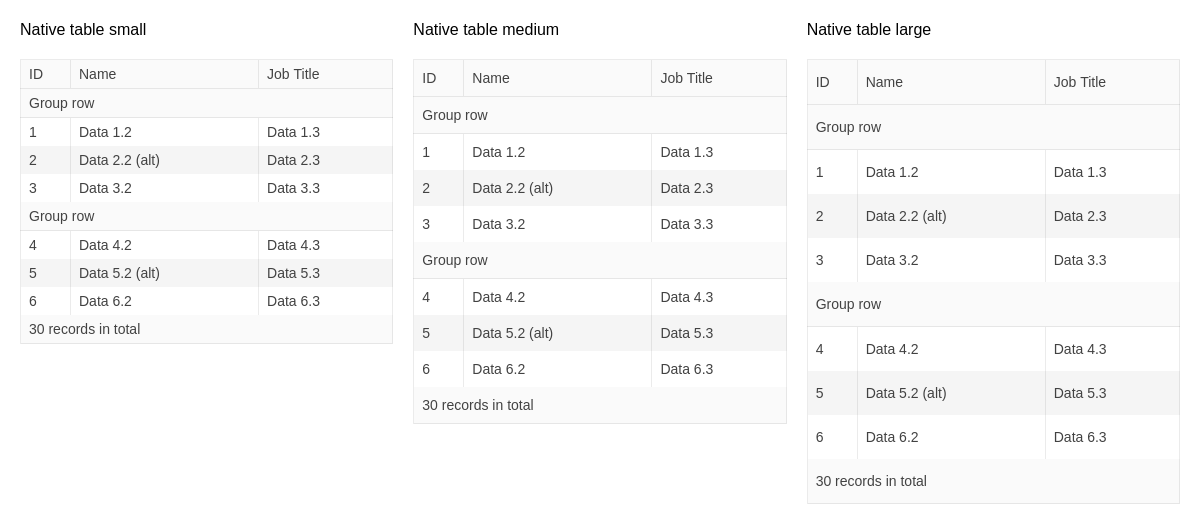 Native table small
ID Name Job Title
Group row
1 Data 1.2 Data 1.3
2 Data 2.2 (alt) Data 2.3
3 Data 3.2 Data 3.3
Group row
4 Data 4.2 Data 4.3
5 Data 5.2 (alt) Data 5.3
6 Data 6.2 Data 6.3
30 records in total
Native table medium
ID Name Job Title
Group row
1 Data 1.2 Data 1.3
2 Data 2.2 (alt) Data 2.3
3 Data 3.2 Data 3.3
Group row
4 Data 4.2 Data 4.3
5 Data 5.2 (alt) Data 5.3
6 Data 6.2 Data 6.3
30 records in total
Native table large
ID Name Job Title
Group row
1 Data 1.2 Data 1.3
2 Data 2.2 (alt) Data 2.3
3 Data 3.2 Data 3.3
Group row
4 Data 4.2 Data 4.3
5 Data 5.2 (alt) Data 5.3
6 Data 6.2 Data 6.3
30 records in total